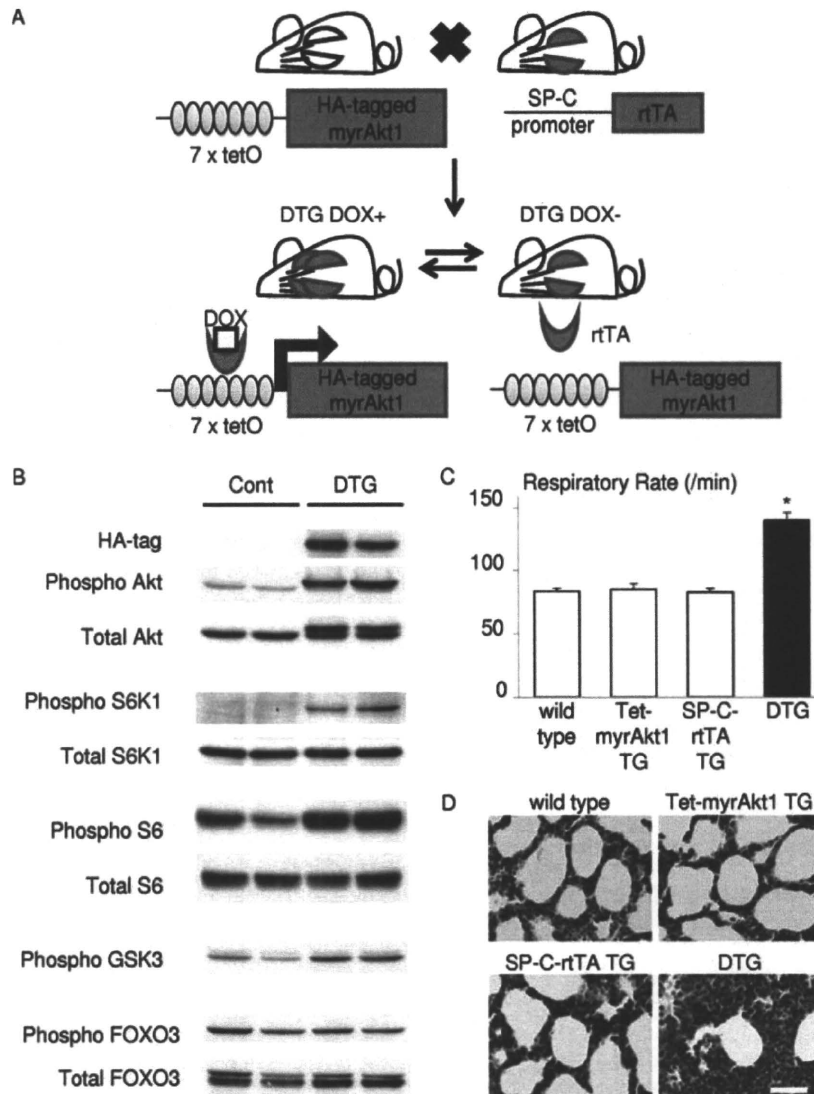 A
HA-tagged
myrAkt1
7 x tetO
SP-C
promoter
rtTA
DTG DOX+
DTG DOX-
DOX
rtTA
HA-tagged
myrAkt1
7 x tetO
HA-tagged
myrAkt1
7 x tetO
B
Cont
DTG
HA-tag
Phospho Akt
Total Akt
Phospho S6K1
Total S6K1
Phospho S6
Total S6
Phospho GSK3
Phospho FOXO3
Total FOXO3
C
Respiratory Rate (/min)
150
100
50
0
*
wild
type
Tet-
myrAkt1
TG
SP-C-
rtTA
TG
DTG
D
wild type
Tet-myrAkt1 TG
SP-C-rtTA TG
DTG